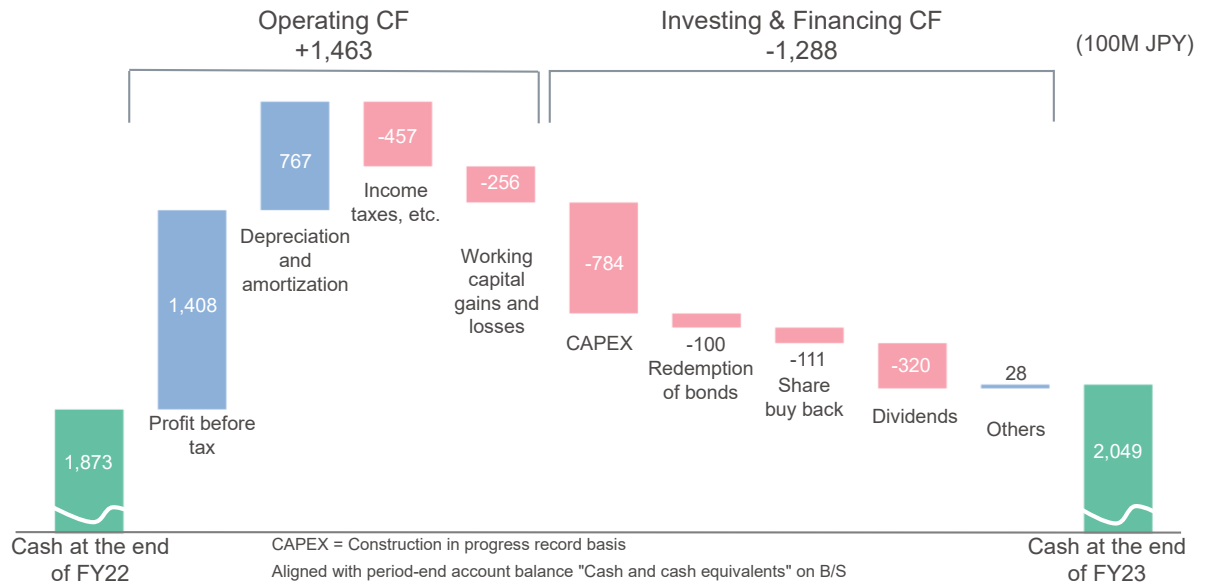 Operating CF
+1,463
Investing & Financing CF
-1,288
(100M JPY)
1,873
Cash at the end
of FY22
1,408
Profit before
tax
767
Depreciation
and
amortization
-457
Income
taxes, etc.
-256
Working
capital
gains and
losses
-784
CAPEX
-100
Redemption
of bonds
-111
Share
buy back
-320
Dividends
28
Others
2,049
Cash at the end
of FY23
CAPEX = Construction in progress record basis
Aligned with period-end account balance "Cash and cash equivalents" on B/S